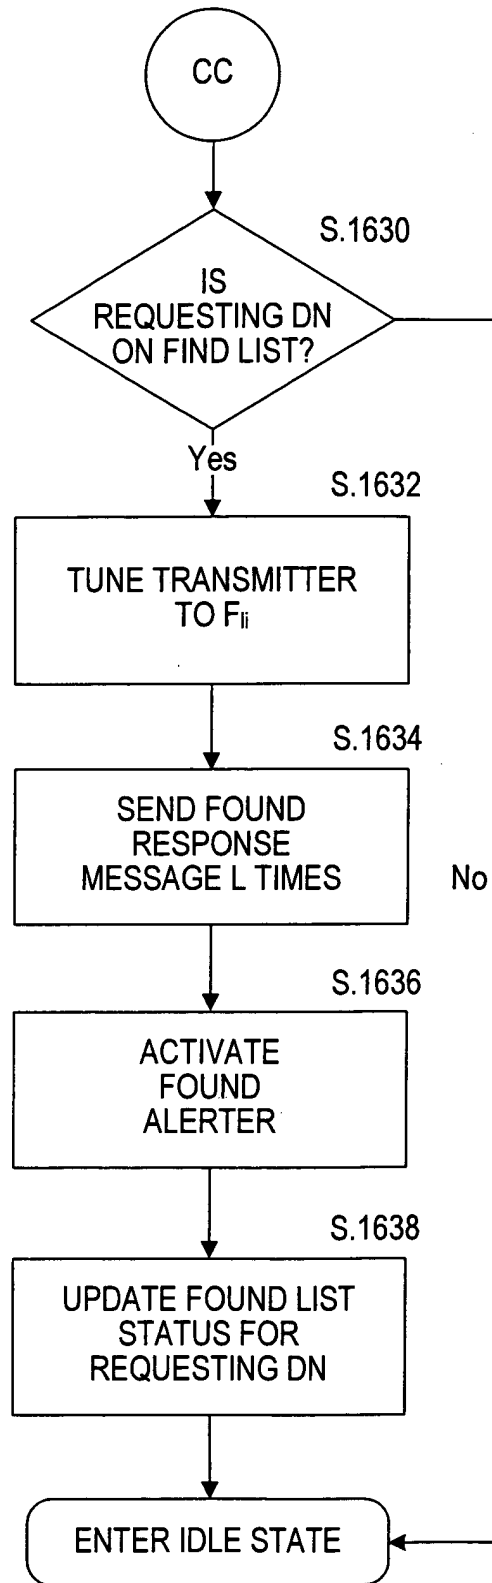 CC
S.1630
IS
REQUESTING DN
ON FIND LIST?
Yes
S.1632
TUNE TRANSMITTER
TO Fli
S.1634
SEND FOUND
RESPONSE
MESSAGE L TIMES
No
S.1636
ACTIVATE
FOUND
ALERTER
S.1638
UPDATE FOUND LIST
STATUS FOR
REQUESTING DN
ENTER IDLE STATE